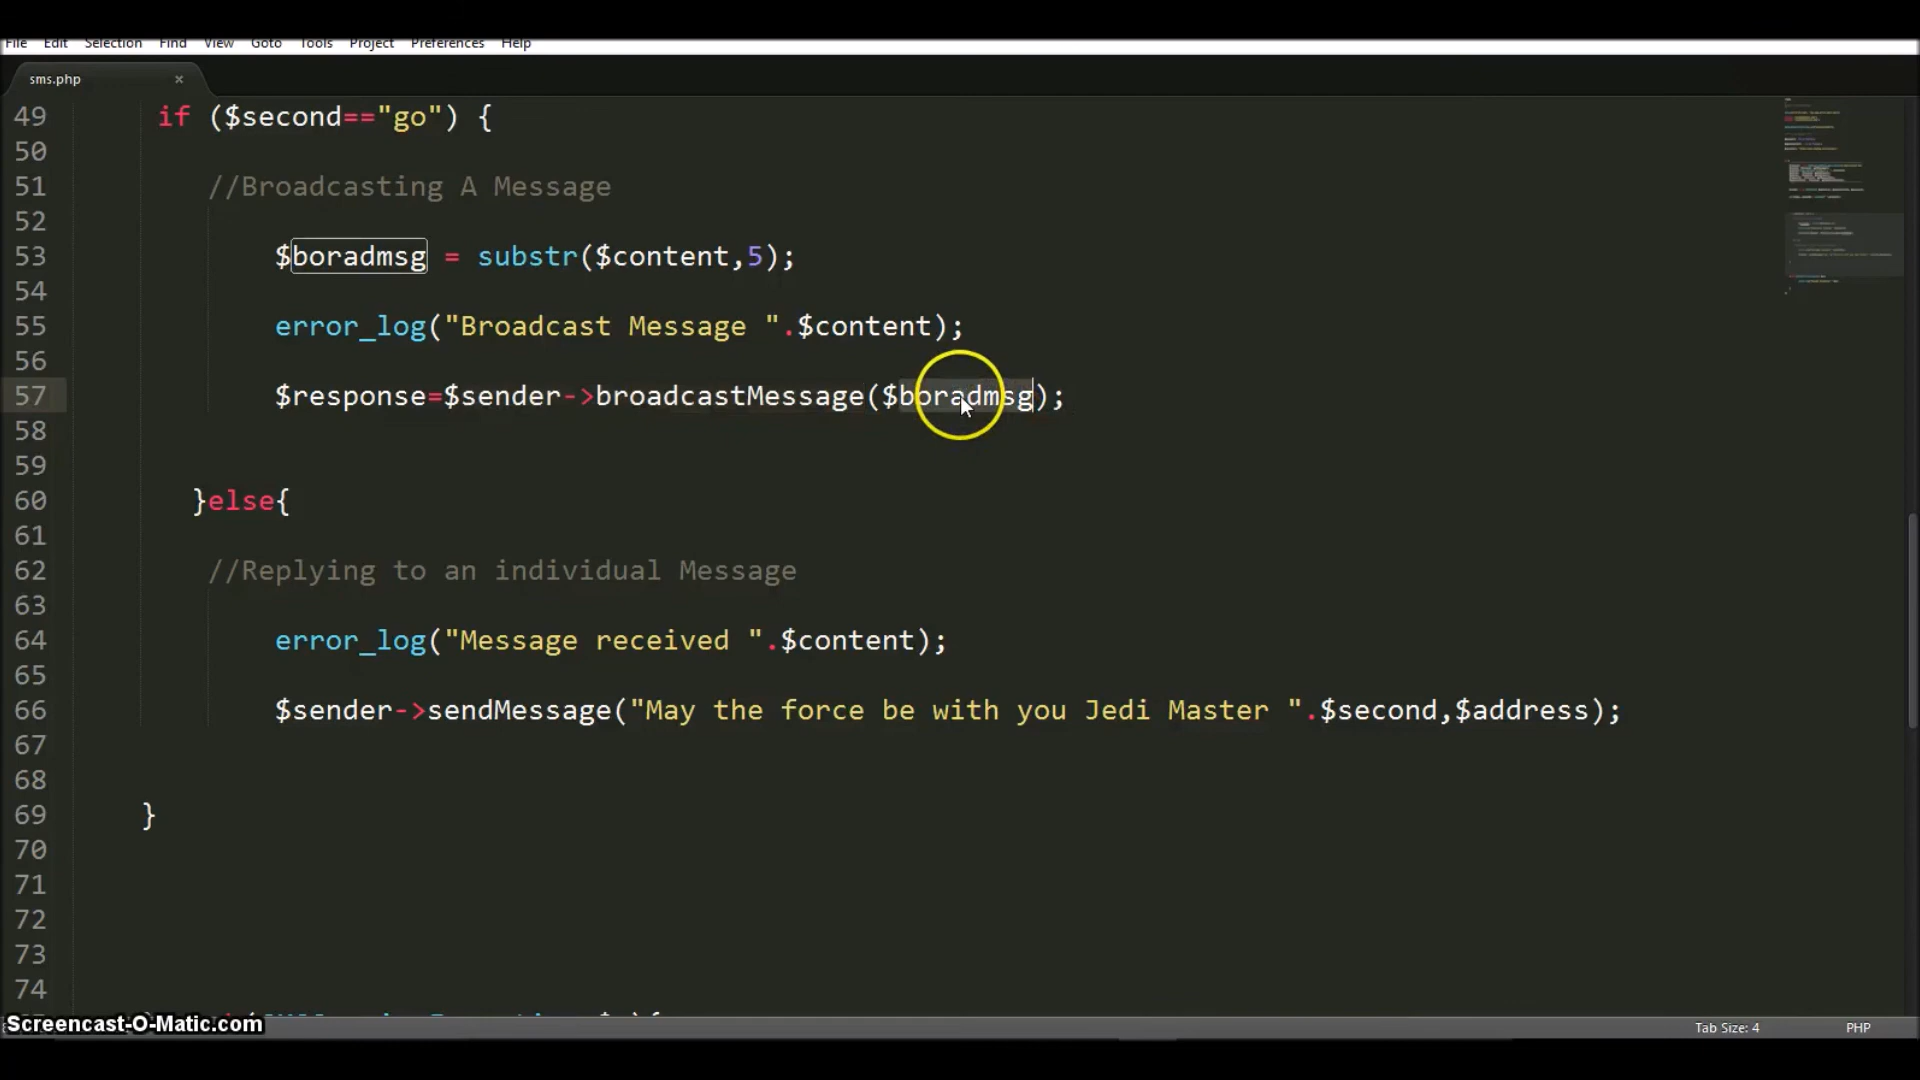 File Edit Selection Find View Goto Tools Project Preferences Help
sms.php ×
49 if ($second=="go") {
50
51 //Broadcasting A Message
52
53 $boradmsg = substr($content,5);
54
55 error_log("Broadcast Message ".$content);
56
57 $response=$sender->broadcastMessage($boradmsg);
58
59
60 }else{
61
62 //Replying to an individual Message
63
64 error_log("Message received ".$content);
65
66 $sender->sendMessage("May the force be with you Jedi Master ".$second,$address);
67
68
69 }
70
71
72
73
74
Screencast-O-Matic.com
Tab Size: 4 PHP